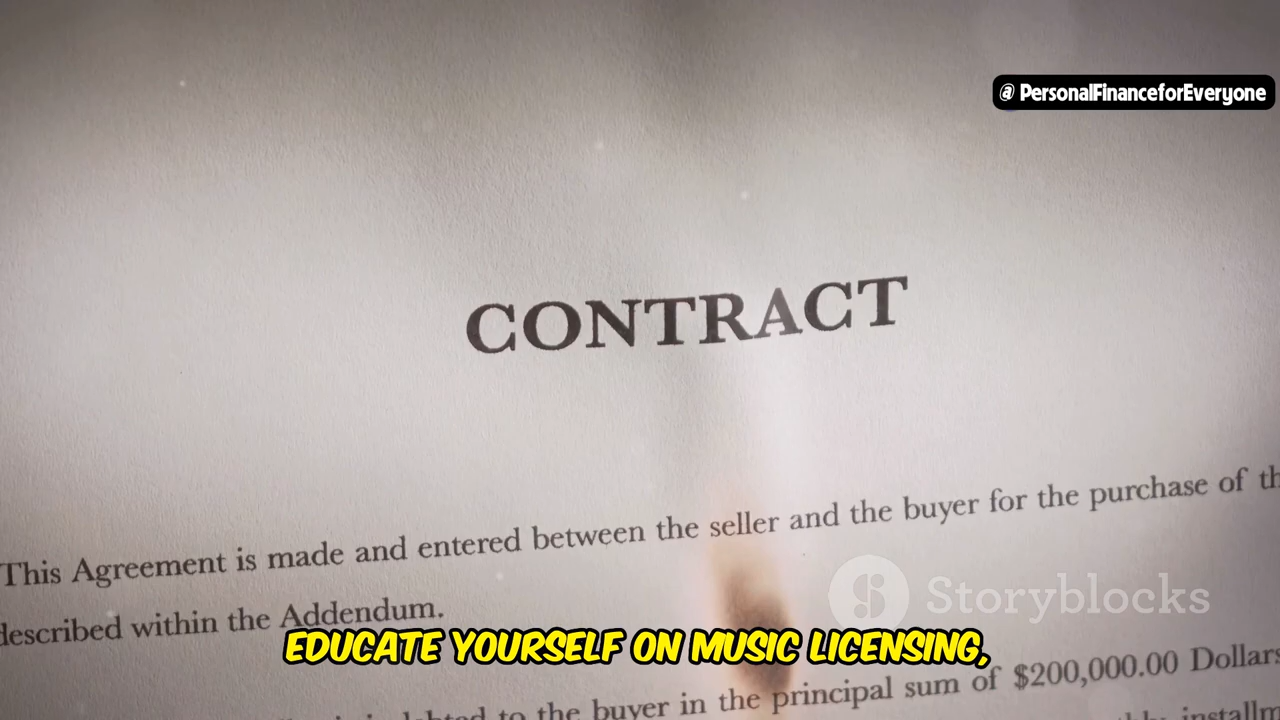 @ PersonalFinanceforEveryone
CONTRACT
This Agreement is made and entered between the seller and the buyer for the purchase of
described within the Addendum.
Storyblocks
EDUCATE YOURSELF ON MUSIC LICENSING,
to the buyer in the principal sum of $200,000.00 Dollars